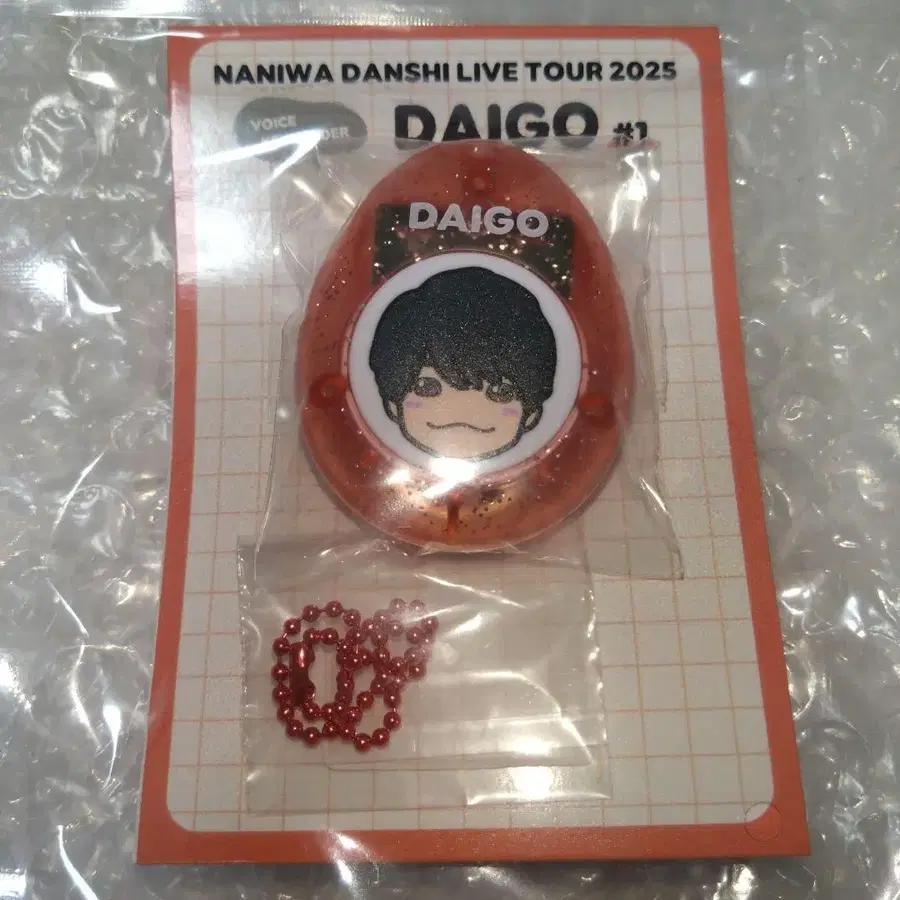 NANIWA DANSHI LIVE TOUR 2025
VOICE
DAIGO #1
DAIGO